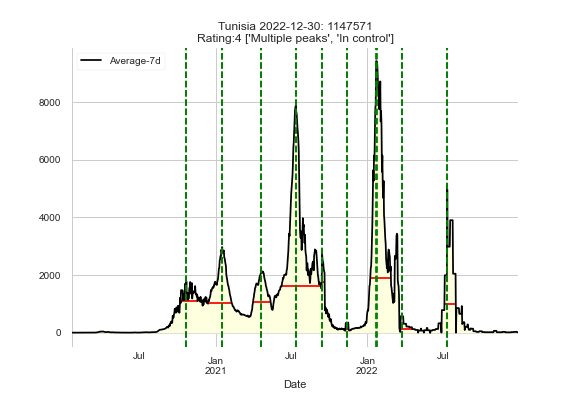 Tunisia 2022-12-30: 1147571
Rating:4 ['Multiple peaks', 'In control']
Average-7d
8000
6000
4000
2000
0
Jul
Jan
2021
Jul
Jan
2022
Jul
Date